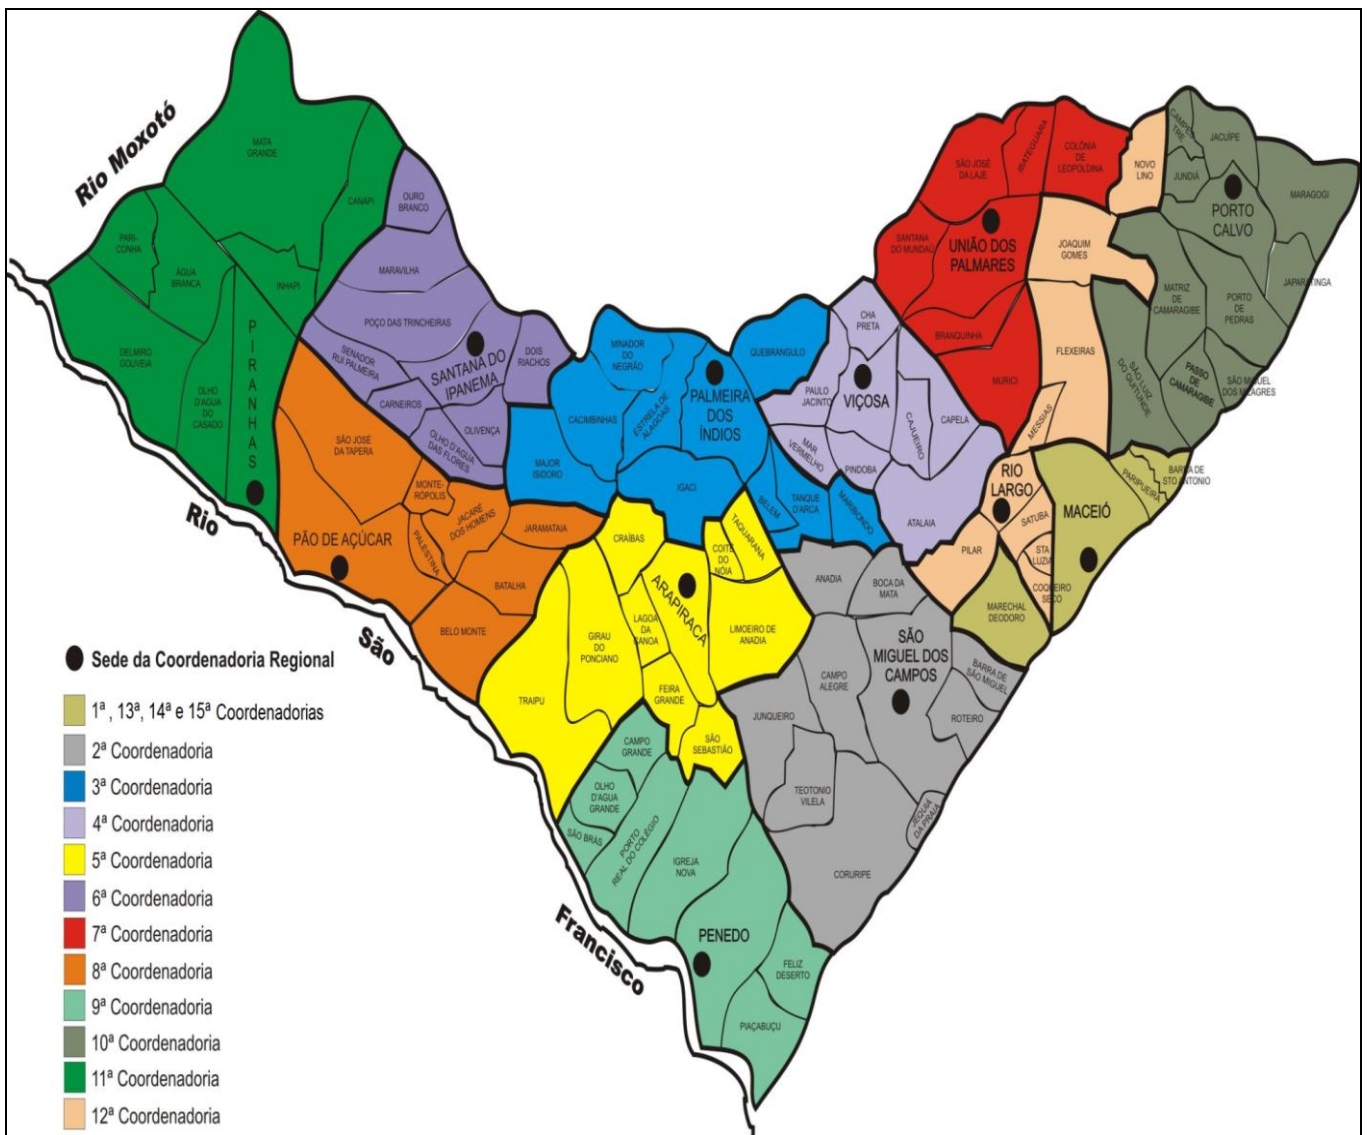 Rio Moxotó
MATA
GRANDE
CANAPI
PARI-
CONHA
ÁGUA
BRANCA
INHAPI
DELMIRO
GOUVEIA
OLHO
D'AGUA
DO
CASADO
PIRANHAS
OURO
BRANCO
MARAVILHA
POÇO DAS TRINCHEIRAS
SENADOR
RUI PALMEIRA
SANTANA DO
IPANEMA
DOIS
RIACHOS
CARNEIROS
OLIVENÇA
OLHO D'AGUA
DAS FLORES
SÃO JOSÉ
DA TAPERA
MONTE-
RÓPOLIS
JACARÉ
DOS HOMENS
PALESTINA
JARAMATAIA
PÃO DE AÇÚCAR
BATALHA
BELO MONTE
MINADOR
DO
NEGRÃO
CACIMBINHAS
ESTRELA DE
ALAGOAS
PALMEIRA
DOS
ÍNDIOS
QUEBRANGULO
MAJOR
ISIDORO
IGACI
BELEM
TANQUE
D'ARCA
MARIBONDO
CHA
PRETA
PAULO
JACINTO
VIÇOSA
MAR
VERMELHO
PINDOBA
CAJUEIRO
CAPELA
ATALAIA
SÃO JOSÉ
DA LAJE
IBATEGUARA
COLÔNIA
DE
LEOPOLDINA
SANTANA
DO MUNDAÚ
UNIÃO DOS
PALMARES
BRANQUINHA
MURICI
NOVO
LINO
JOAQUIM
GOMES
FLEXEIRAS
MESSIAS
RIO
LARGO
SATUBA
STA
LUZIA
COQUEIRO
SECO
PILAR
CAMPES
TRE
JACUÍPE
JUNDIÁ
PORTO
CALVO
MARAGOGI
JAPARATINGA
MATRIZ
DE
CAMARAGIBE
PORTO
DE
PEDRAS
SÃO LUIZ
DO QUITUNDE
PASSO
DE
CAMARAGIBE
SÃO MIGUEL
DOS MILAGRES
PARIPUEIRA
BARRA DE
STO ANTONIO
MACEIÓ
MARECHAL
DEODORO
CRAÍBAS
COITÉ
DO
NÓIA
TAQUARANA
ARAPIRACA
LAGOA
DA
CANOA
GIRAU
DO
PONCIANO
LIMOEIRO DE
ANADIA
FEIRA
GRANDE
TRAIPU
SÃO
SEBASTIÃO
ANADIA
BOCA DA
MATA
SÃO
MIGUEL DOS
CAMPOS
CAMPO
ALEGRE
BARRA DE
SÃO MIGUEL
ROTEIRO
JUNQUEIRO
TEOTONIO
VILELA
JEQUIÁ
DA PRAIA
CORURIPE
CAMPO
GRANDE
OLHO
D'AGUA
GRANDE
SÃO BRÁS
PORTO
REAL DO COLÉGIO
IGREJA
NOVA
PENEDO
FELIZ
DESERTO
PIAÇABUÇU
Rio
São
Francisco
Sede da Coordenadoria Regional
1ª , 13ª, 14ª e 15ª Coordenadorias
2ª Coordenadoria
3ª Coordenadoria
4ª Coordenadoria
5ª Coordenadoria
6ª Coordenadoria
7ª Coordenadoria
8ª Coordenadoria
9ª Coordenadoria
10ª Coordenadoria
11ª Coordenadoria
12ª Coordenadoria